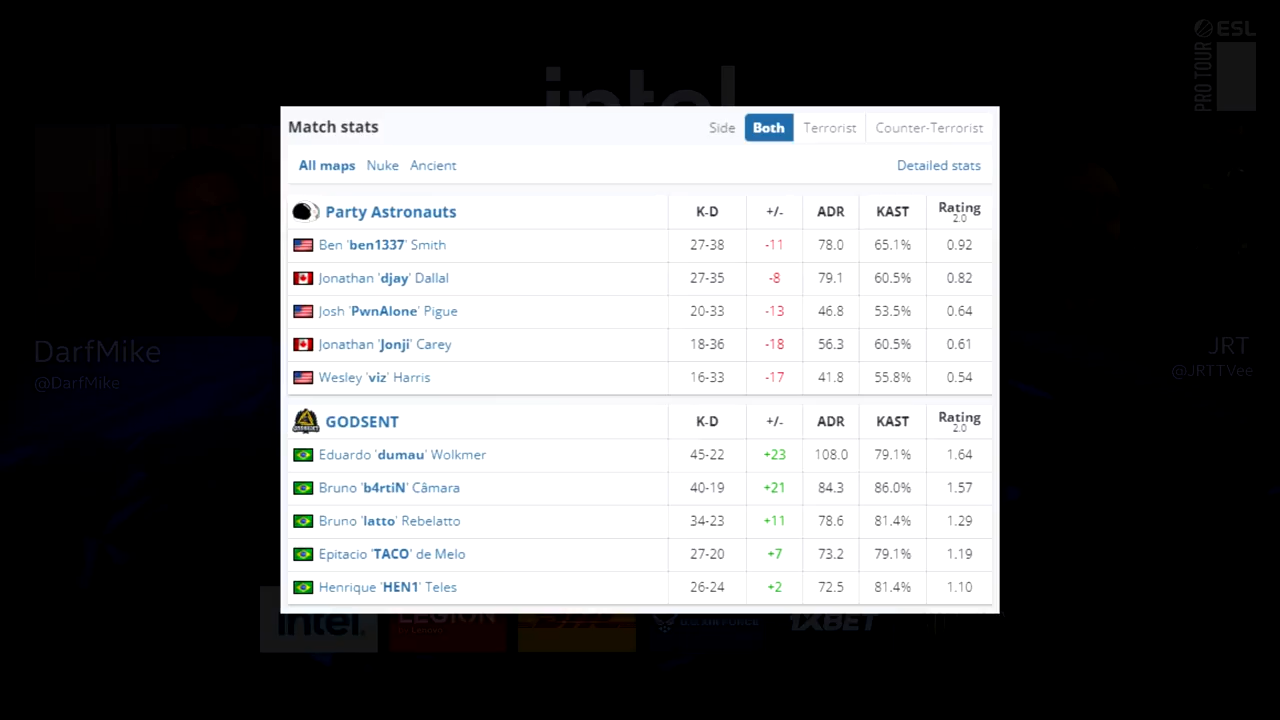 ESL
PRO TOUR
intel
Match stats Side Both Terrorist Counter-Terrorist
All maps Nuke Ancient Detailed stats
Party Astronauts K-D +/- ADR KAST Rating 2.0
Ben 'ben1337' Smith 27-38 -11 78.0 65.1% 0.92
Jonathan 'djay' Dallal 27-35 -8 79.1 60.5% 0.82
Josh 'PwnAlone' Pigue 20-33 -13 46.8 53.5% 0.64
Jonathan 'Jonji' Carey 18-36 -18 56.3 60.5% 0.61
Wesley 'viz' Harris 16-33 -17 41.8 55.8% 0.54
GODSENT K-D +/- ADR KAST Rating 2.0
Eduardo 'dumau' Wolkmer 45-22 +23 108.0 79.1% 1.64
Bruno 'b4rtiN' Câmara 40-19 +21 84.3 86.0% 1.57
Bruno 'latto' Rebelatto 34-23 +11 78.6 81.4% 1.29
Epitacio 'TACO' de Melo 27-20 +7 73.2 79.1% 1.19
Henrique 'HEN1' Teles 26-24 +2 72.5 81.4% 1.10
DarfMike
@DarfMike
JRT
@JRTTVee
intel. LEGION U.S. AIR FORCE 1XBET
by Lenovo